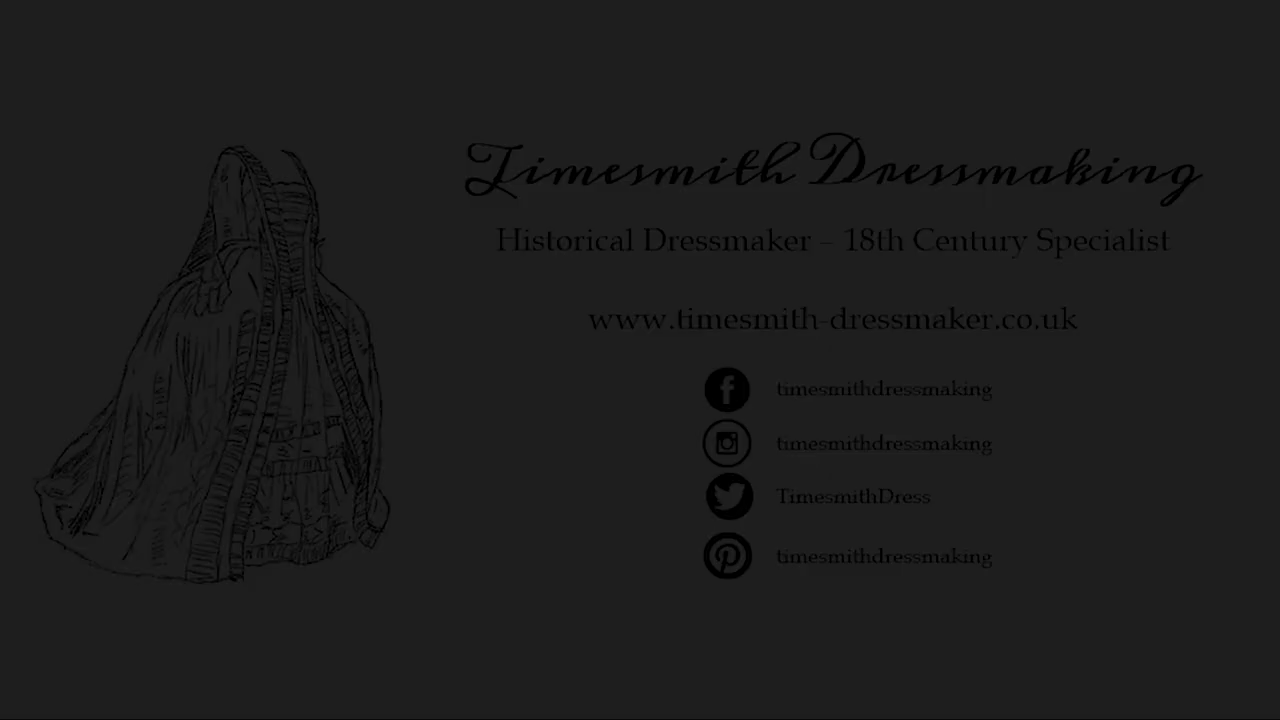 Timesmith Dressmaking
Historical Dressmaker – 18th Century Specialist
www.timesmith-dressmaker.co.uk
timesmithdressmaking
timesmithdressmaking
TimesmithDress
timesmithdressmaking